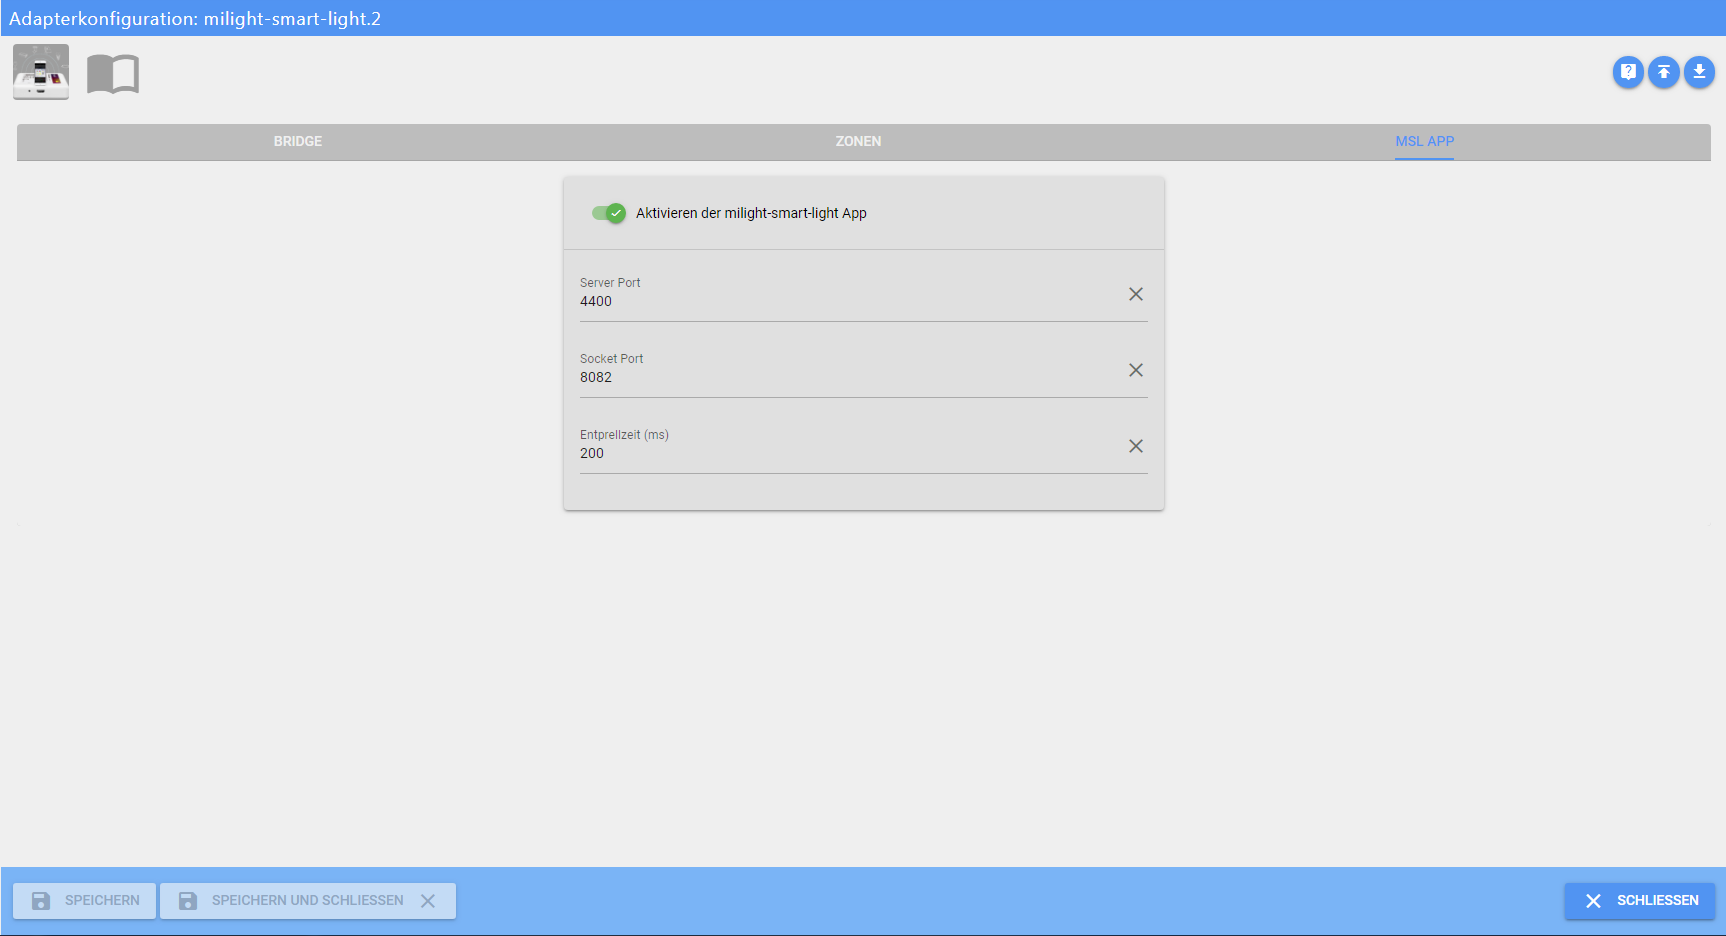 Adapterkonfiguration: milight-smart-light.2
BRIDGE
ZONEN
MSL APP
Aktivieren der milight-smart-light App
Server Port
4400
Socket Port
8082
Entprellzeit (ms)
200
SPEICHERN
SPEICHERN UND SCHLIESSEN
SCHLIESSEN